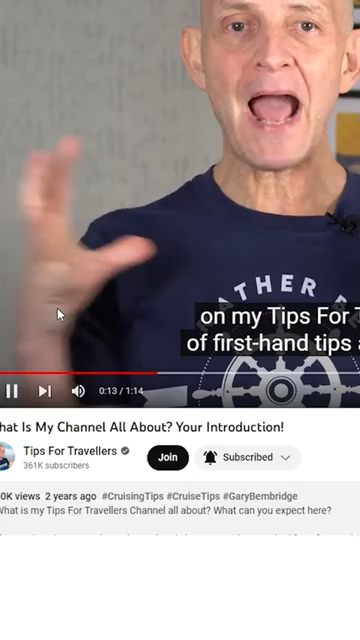 ATHER
on my Tips For
of first-hand tips
0:13 / 1:14
What Is My Channel All About? Your Introduction!
Tips For Travellers
361K subscribers
Join
Subscribed
0K views 2 years ago #CruisingTips #CruiseTips #GaryBembridge
What is my Tips For Travellers Channel all about? What can you expect here?